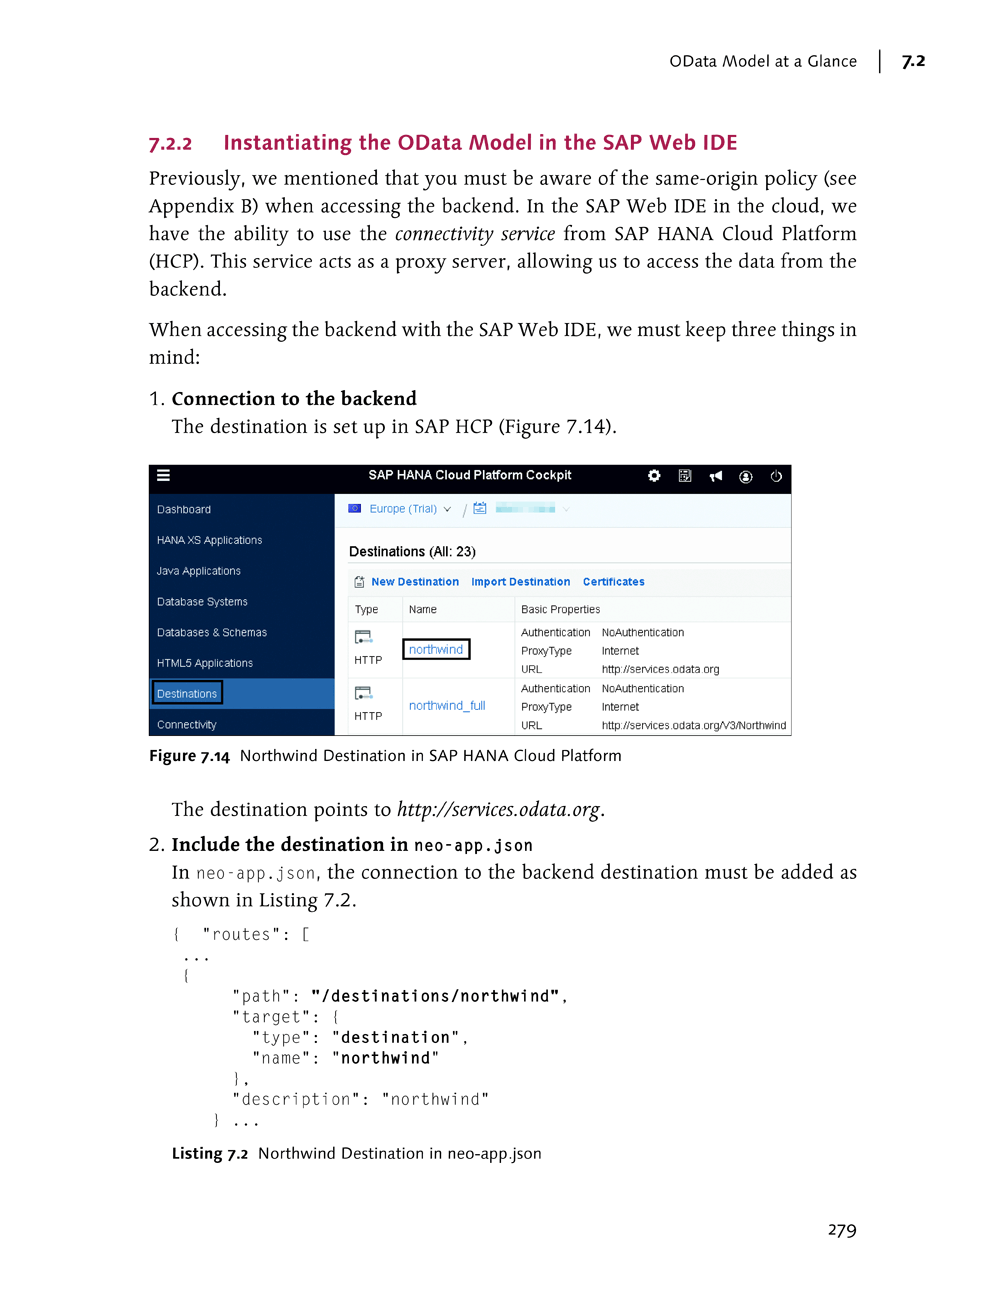 OData Model at a Glance | 7.2
7.2.2 Instantiating the OData Model in the SAP Web IDE
Previously, we mentioned that you must be aware of the same-origin policy (see
Appendix B) when accessing the backend. In the SAP Web IDE in the cloud, we
have the ability to use the connectivity service from SAP HANA Cloud Platform
(HCP). This service acts as a proxy server, allowing us to access the data from the
backend.
When accessing the backend with the SAP Web IDE, we must keep three things in
mind:
1. Connection to the backend
The destination is set up in SAP HCP (Figure 7.14).
SAP HANA Cloud Platform Cockpit
Dashboard
HANA XS Applications
Java Applications
Database Systems
Databases & Schemas
HTML5 Applications
Destinations
Connectivity
Europe (Trial) /
Destinations (All: 23)
New Destination Import Destination Certificates
Type Name Basic Properties
HTTP northwind
Authentication NoAuthentication
ProxyType Internet
URL http://services.odata.org
HTTP northwind_full
Authentication NoAuthentication
ProxyType Internet
URL http://services.odata.org/V3/Northwind
Figure 7.14 Northwind Destination in SAP HANA Cloud Platform
The destination points to http://services.odata.org.
2. Include the destination in neo-app.json
In neo-app.json, the connection to the backend destination must be added as
shown in Listing 7.2.
{ "routes": [
...
{
"path": "/destinations/northwind",
"target": {
"type": "destination",
"name": "northwind"
},
"description": "northwind"
} ...
Listing 7.2 Northwind Destination in neo-app.json
279